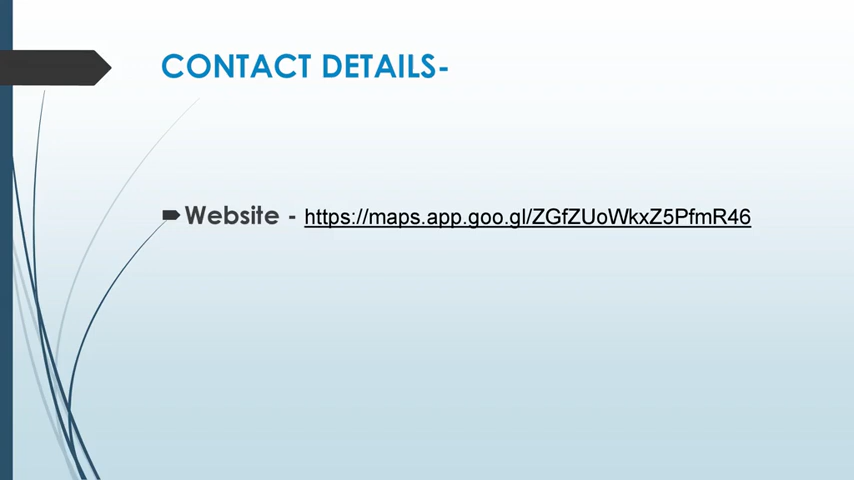 CONTACT DETAILS-
Website - https://maps.app.goo.gl/ZGfZUoWkxZ5PfmR46